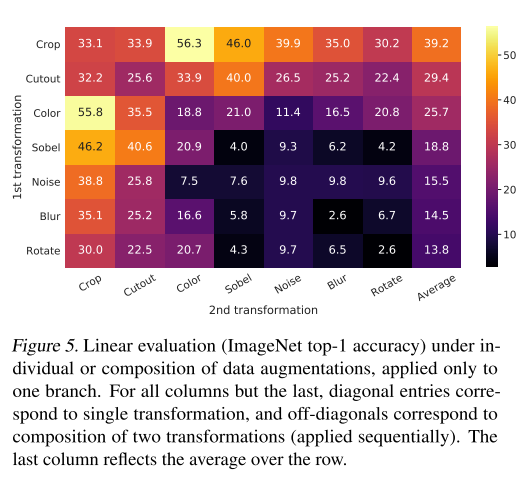 Crop 33.1 33.9 56.3 46.0 39.9 35.0 30.2 39.2
Cutout 32.2 25.6 33.9 40.0 26.5 25.2 22.4 29.4
Color 55.8 35.5 18.8 21.0 11.4 16.5 20.8 25.7
Sobel 46.2 40.6 20.9 4.0 9.3 6.2 4.2 18.8
Noise 38.8 25.8 7.5 7.6 9.8 9.8 9.6 15.5
Blur 35.1 25.2 16.6 5.8 9.7 2.6 6.7 14.5
Rotate 30.0 22.5 20.7 4.3 9.7 6.5 2.6 13.8
Crop Cutout Color Sobel Noise Blur Rotate Average
1st transformation
2nd transformation
50
40
30
20
10
Figure 5. Linear evaluation (ImageNet top-1 accuracy) under in-
dividual or composition of data augmentations, applied only to
one branch. For all columns but the last, diagonal entries corre-
spond to single transformation, and off-diagonals correspond to
composition of two transformations (applied sequentially). The
last column reflects the average over the row.